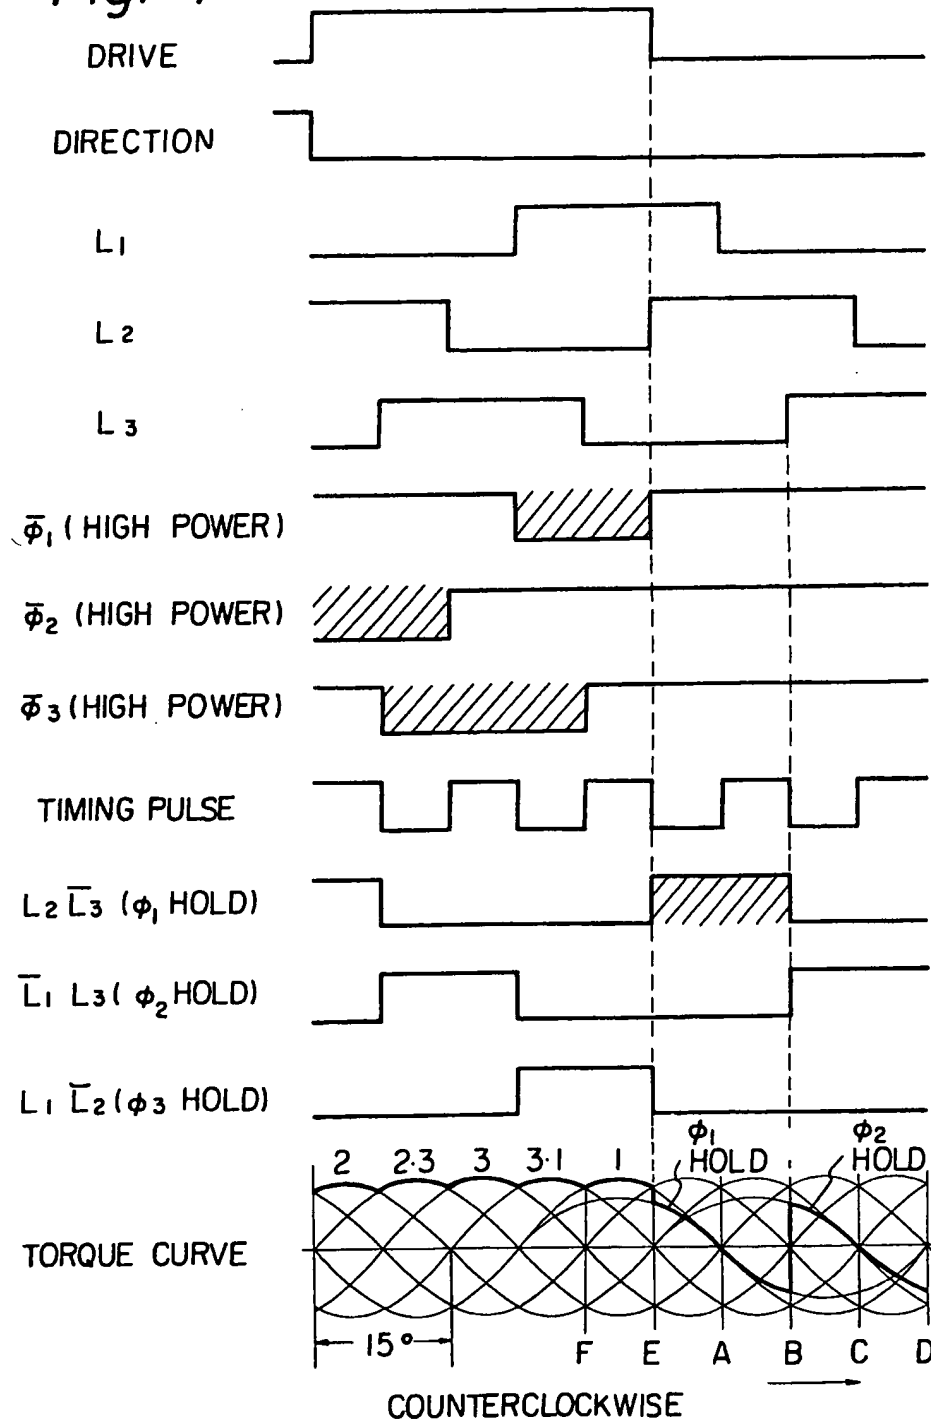 Fig.
DRIVE
DIRECTION
L1
L2
L3
φ̅1 (HIGH POWER)
φ̅2 (HIGH POWER)
φ̅3 (HIGH POWER)
TIMING PULSE
L2 L̅3 (φ1 HOLD)
L̅1 L3 (φ2 HOLD)
L1 L̅2 (φ3 HOLD)
φ1 HOLD
φ2 HOLD
2 2·3 3 3·1 1
TORQUE CURVE
15°
F E A B C D
COUNTERCLOCKWISE